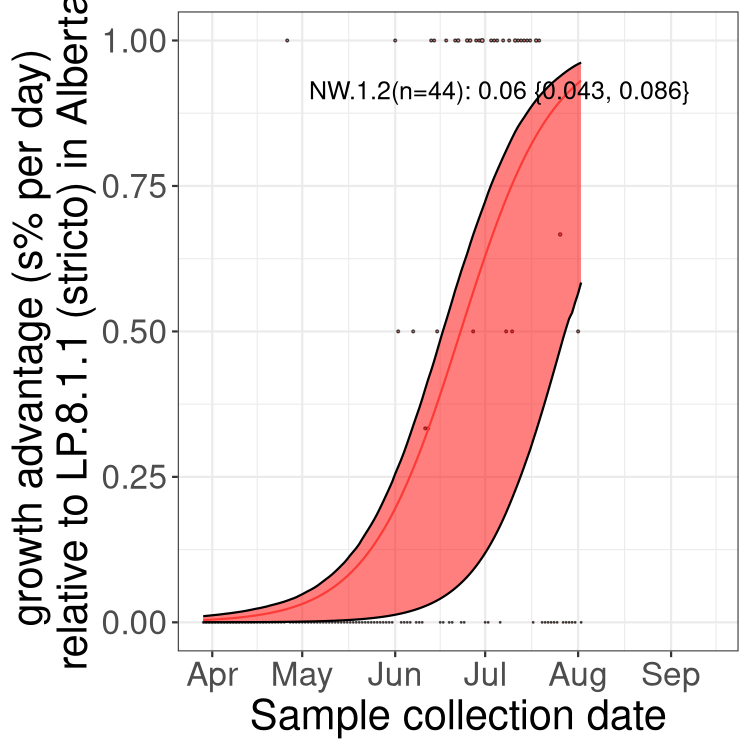 growth advantage (s% per day)
relative to LP.8.1.1 (stricto) in Alberta
1.00
0.75
0.50
0.25
0.00
NW.1.2(n=44): 0.06 {0.043, 0.086}
Apr May Jun Jul Aug Sep
Sample collection date